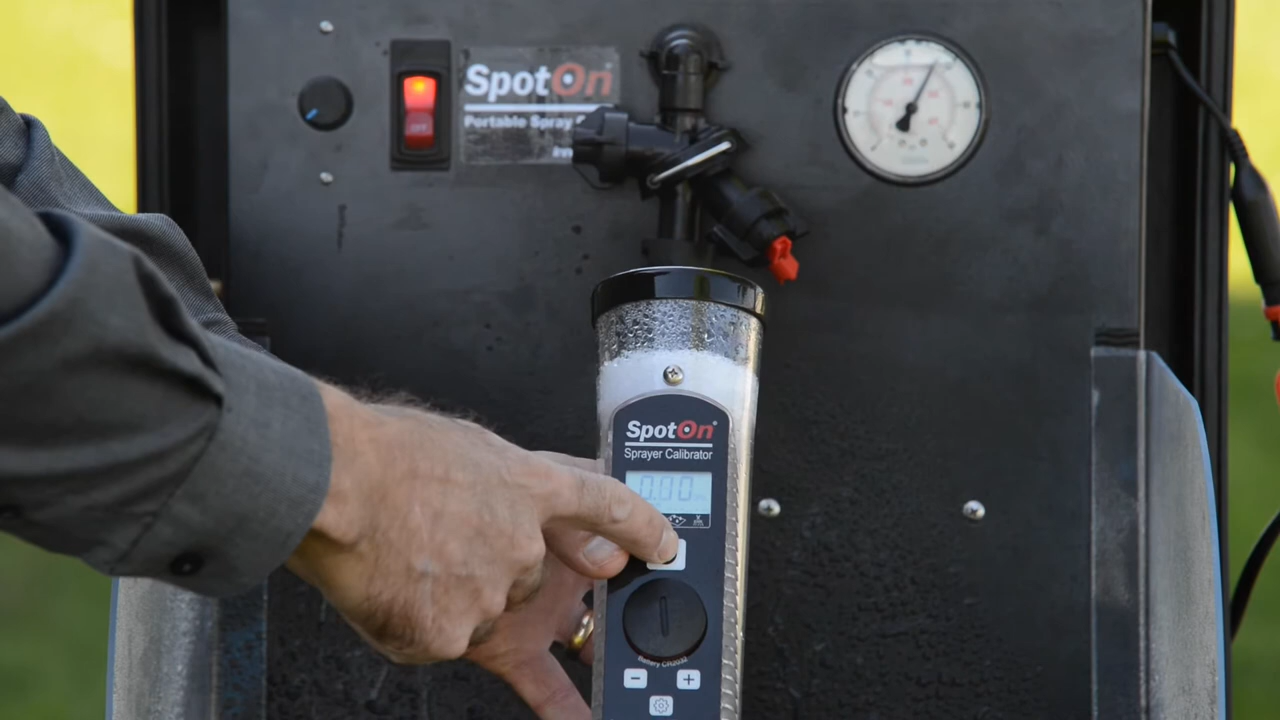 SpotOn
Portable Spray
OFF
SpotOn®
Sprayer Calibrator
0.00
Battery CR2032
-
+